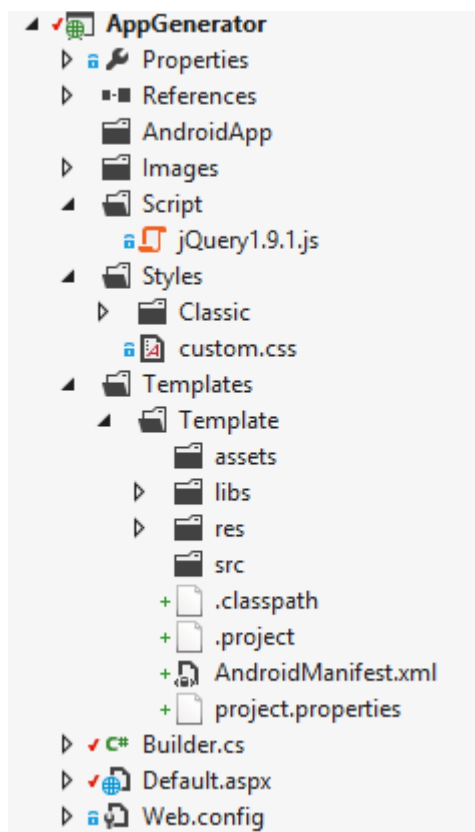 AppGenerator
Properties
References
AndroidApp
Images
Script
jQuery1.9.1.js
Styles
Classic
custom.css
Templates
Template
assets
libs
res
src
.classpath
.project
AndroidManifest.xml
project.properties
C# Builder.cs
Default.aspx
Web.config